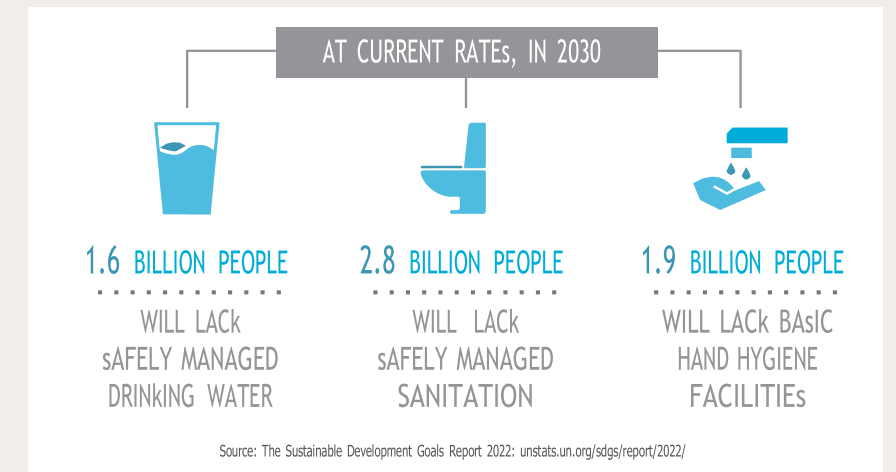 AT CURRENT RATEs, IN 2030
1.6 BILLION PEOPLE
WILL LACk
sAFELY MANAGED
DRINkING WATER
2.8 BILLION PEOPLE
WILL LACk
sAFELY MANAGED
SANITATION
1.9 BILLION PEOPLE
WILL LACk BAsIC
HAND HYGIENE
FACILITIEs
Source: The Sustainable Development Goals Report 2022: unstats.un.org/sdgs/report/2022/